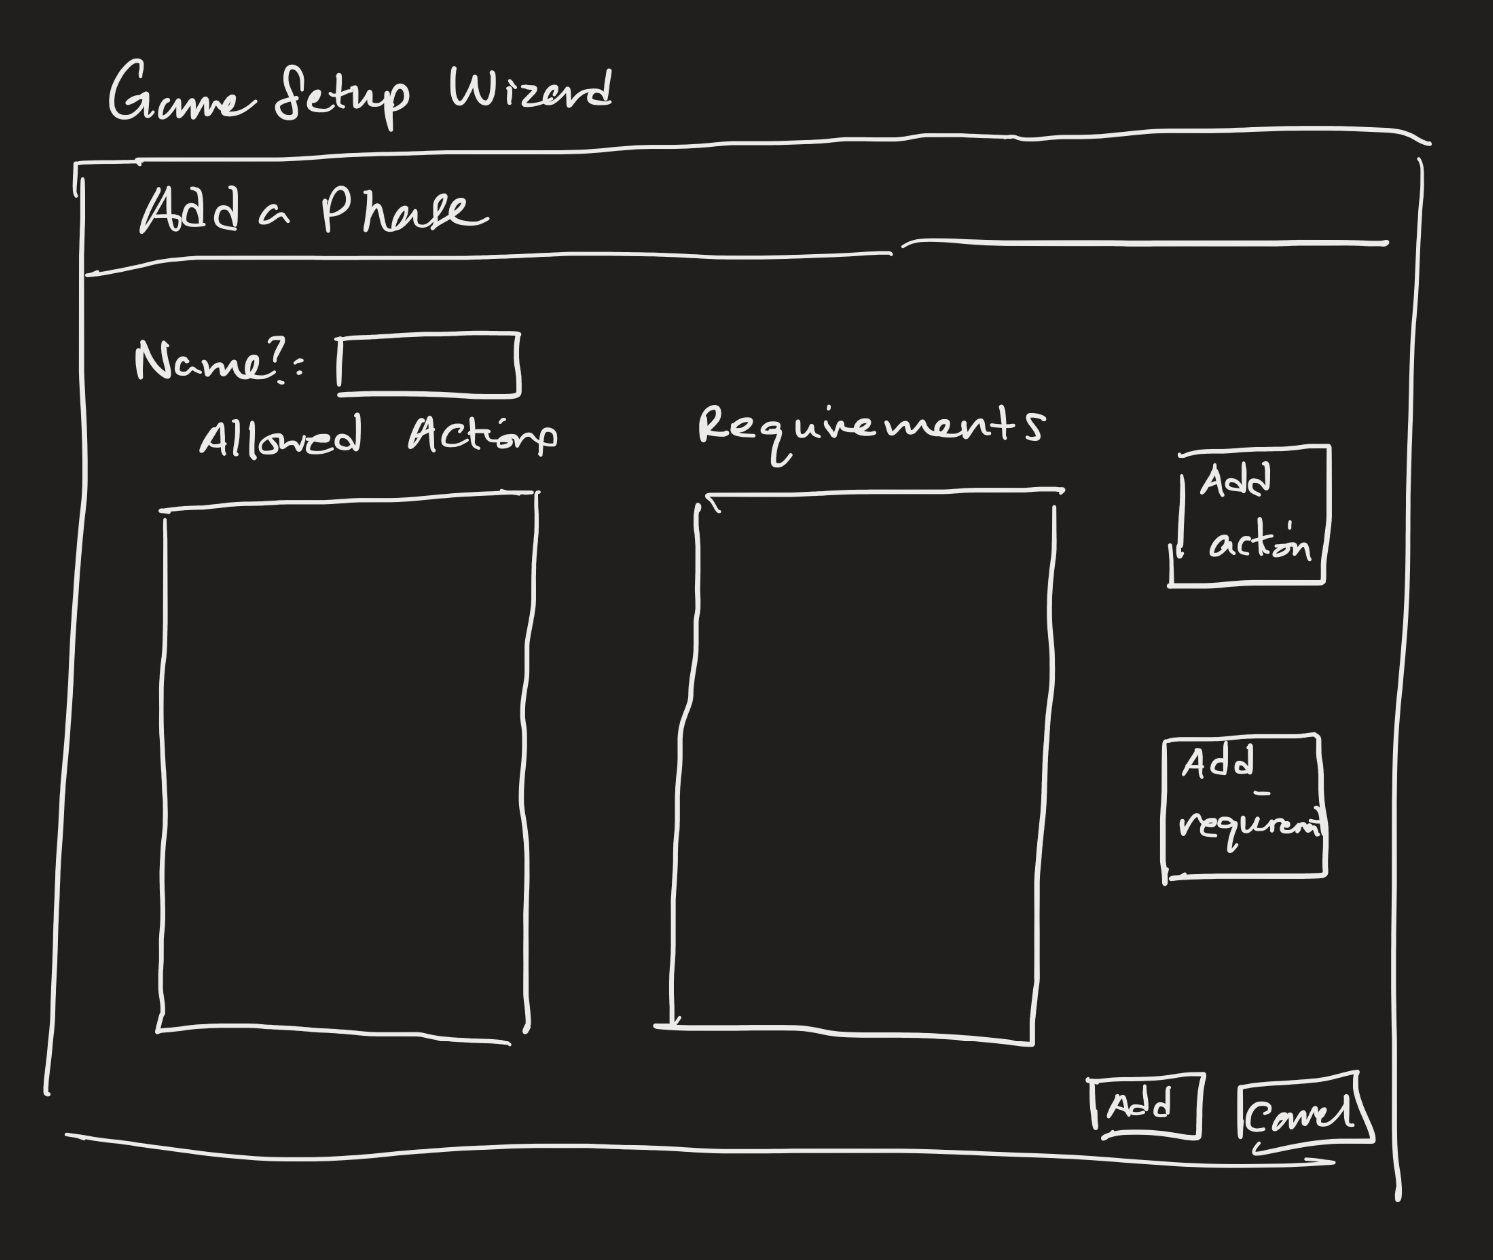 Game Setup Wizard
Add a Phase
Name?:
Allowed Actions
Requirements
Add
action
Add
requirement
Add
Cancel